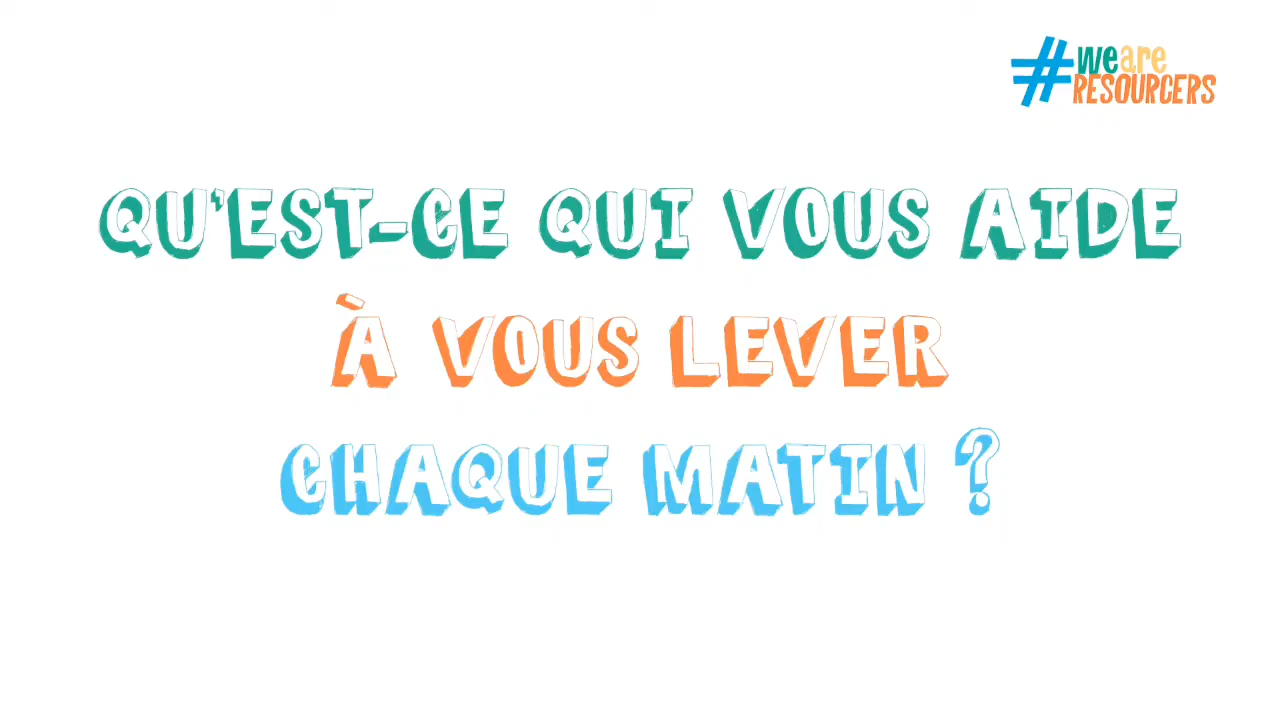 #weare
RESOURCERS
QU'EST-CE QUI VOUS AIDE
À VOUS LEVER
CHAQUE MATIN ?